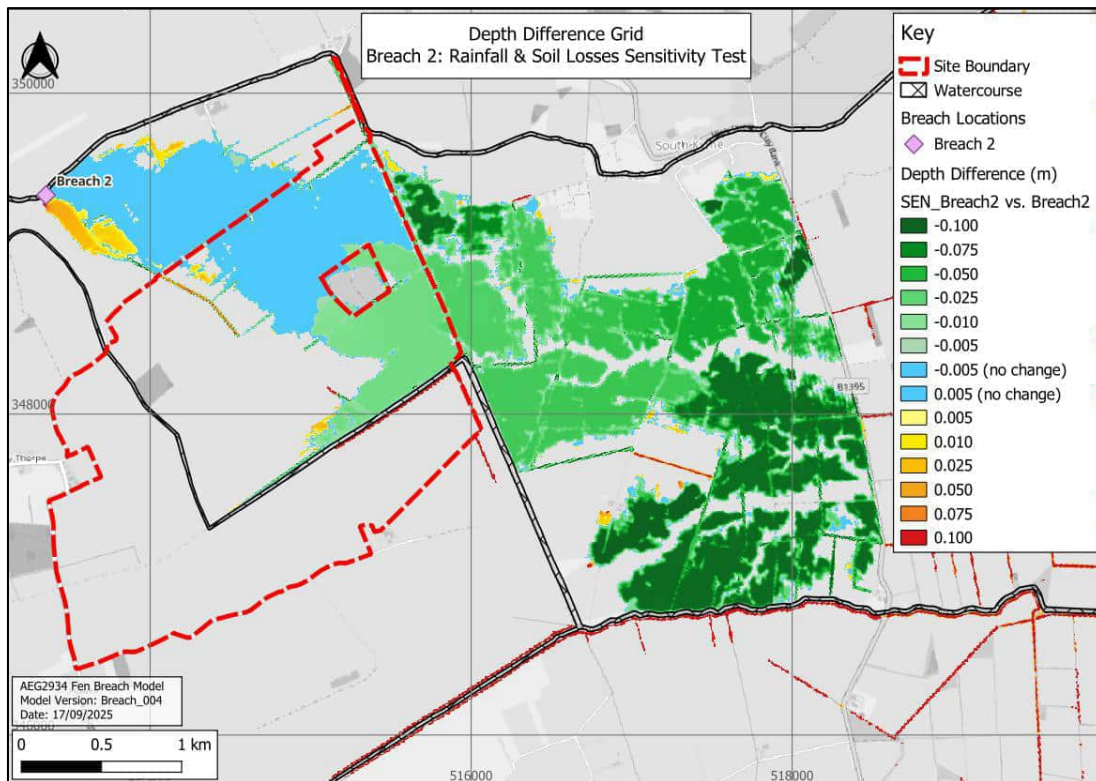 Depth Difference Grid
Breach 2: Rainfall & Soil Losses Sensitivity Test
Key
Site Boundary
Watercourse
Breach Locations
Breach 2
Depth Difference (m)
SEN_Breach2 vs. Breach2
-0.100
-0.075
-0.050
-0.025
-0.010
-0.005
-0.005 (no change)
0.005 (no change)
0.005
0.010
0.025
0.050
0.075
0.100
350000
Breach 2
348000
B1395
Thorpe
AEG2934 Fen Breach Model
Model Version: Breach_004
Date: 17/09/2025
0 0.5 1 km
516000
518000